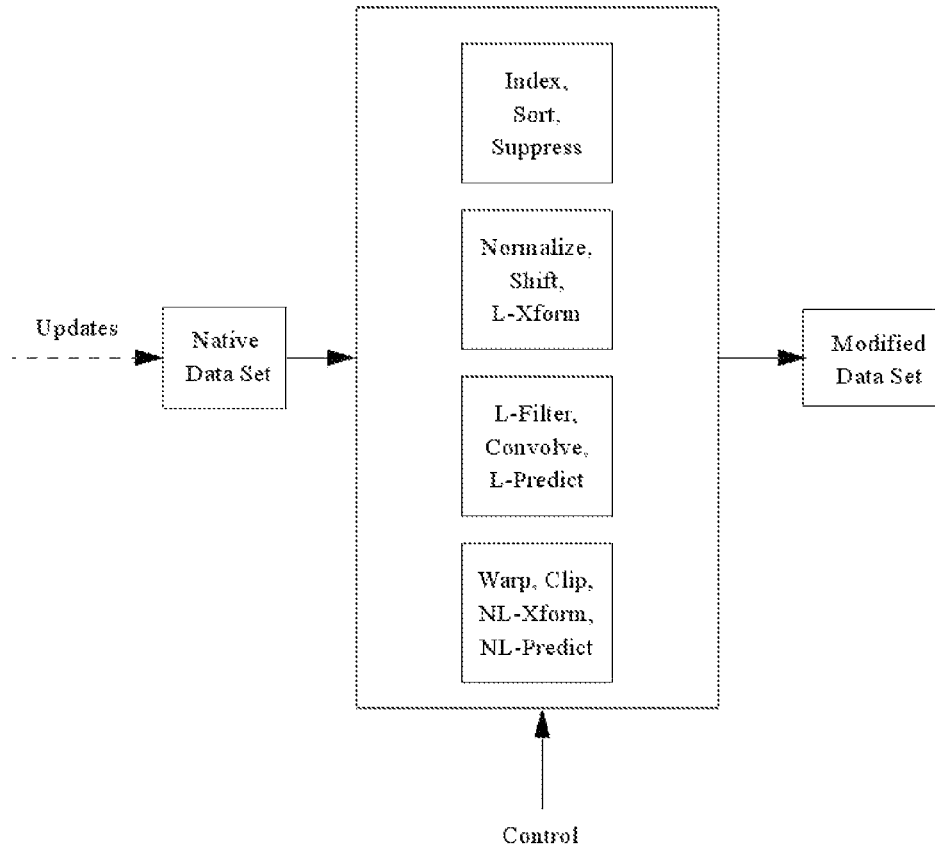 Index,
Sort,
Suppress
Normalize,
Shift,
L-Xform
Updates
Native
Data Set
Modified
Data Set
L-Filter,
Convolve,
L-Predict
Warp, Clip,
NL-Xform,
NL-Predict
Control